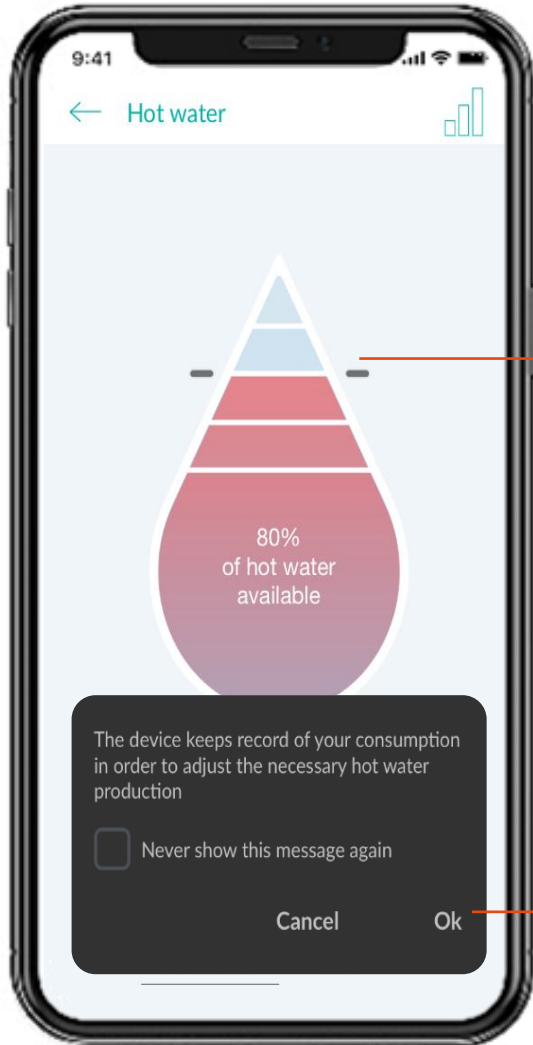 9:41
Hot water
80%
of hot water
available
The device keeps record of your consumption
in order to adjust the necessary hot water
production
Never show this message again
Cancel Ok